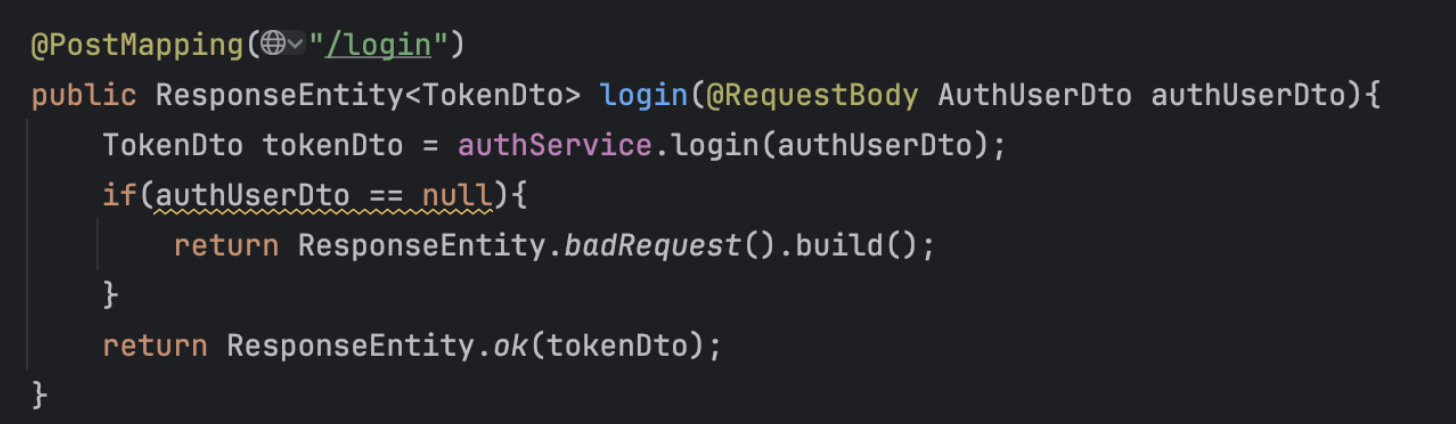 @PostMapping("/login")
public ResponseEntity<TokenDto> login(@RequestBody AuthUserDto authUserDto){
    TokenDto tokenDto = authService.login(authUserDto);
    if(authUserDto == null){
        return ResponseEntity.badRequest().build();
    }
    return ResponseEntity.ok(tokenDto);
}